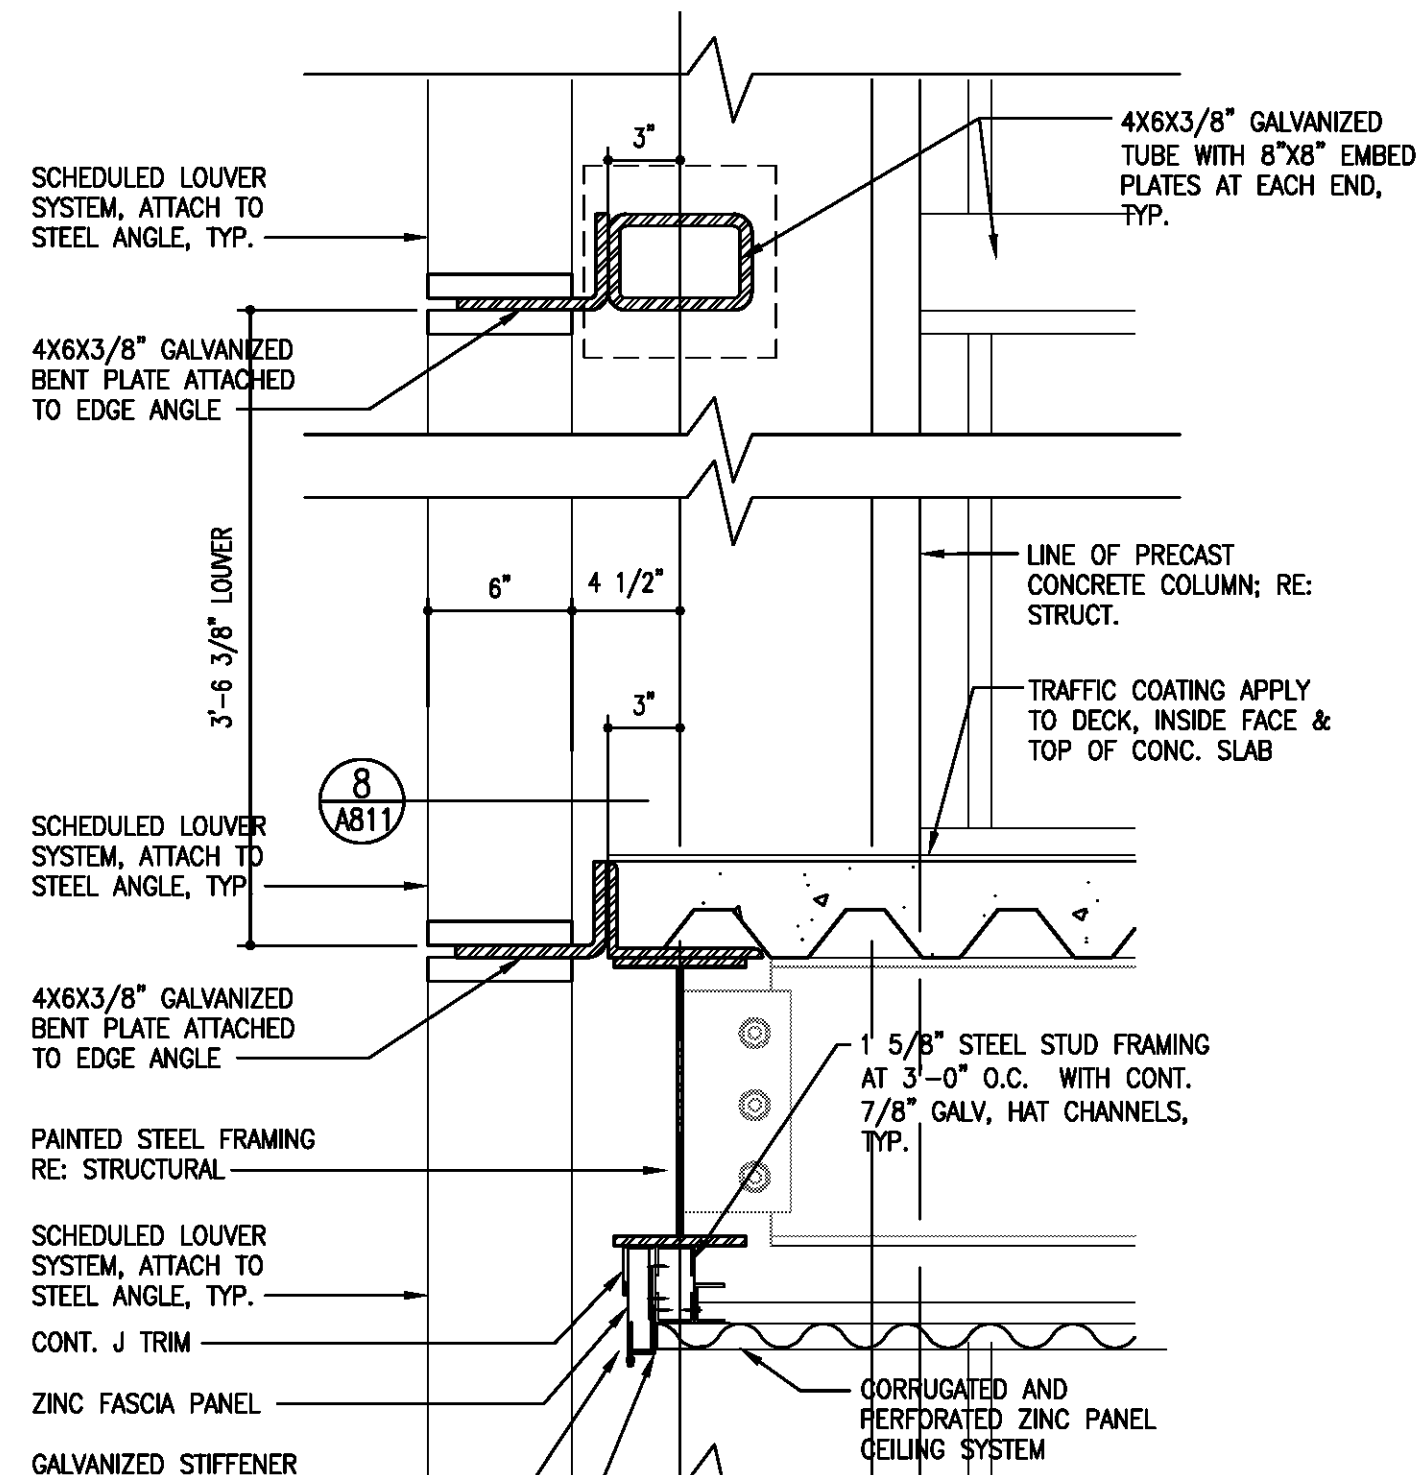 3"
4X6X3/8" GALVANIZED
TUBE WITH 8"X8" EMBED
PLATES AT EACH END,
TYP.
SCHEDULED LOUVER
SYSTEM, ATTACH TO
STEEL ANGLE, TYP.
4X6X3/8" GALVANIZED
BENT PLATE ATTACHED
TO EDGE ANGLE
3'-6 3/8" LOUVER
6"
4 1/2"
LINE OF PRECAST
CONCRETE COLUMN; RE:
STRUCT.
3"
TRAFFIC COATING APPLY
TO DECK, INSIDE FACE &
TOP OF CONC. SLAB
8
A811
SCHEDULED LOUVER
SYSTEM, ATTACH TO
STEEL ANGLE, TYP
4X6X3/8" GALVANIZED
BENT PLATE ATTACHED
TO EDGE ANGLE
1 5/8" STEEL STUD FRAMING
AT 3'-0" O.C. WITH CONT.
7/8" GALV, HAT CHANNELS,
TYP.
PAINTED STEEL FRAMING
RE: STRUCTURAL
SCHEDULED LOUVER
SYSTEM, ATTACH TO
STEEL ANGLE, TYP.
CONT. J TRIM
ZINC FASCIA PANEL
CORRUGATED AND
PERFORATED ZINC PANEL
CEILING SYSTEM
GALVANIZED STIFFENER